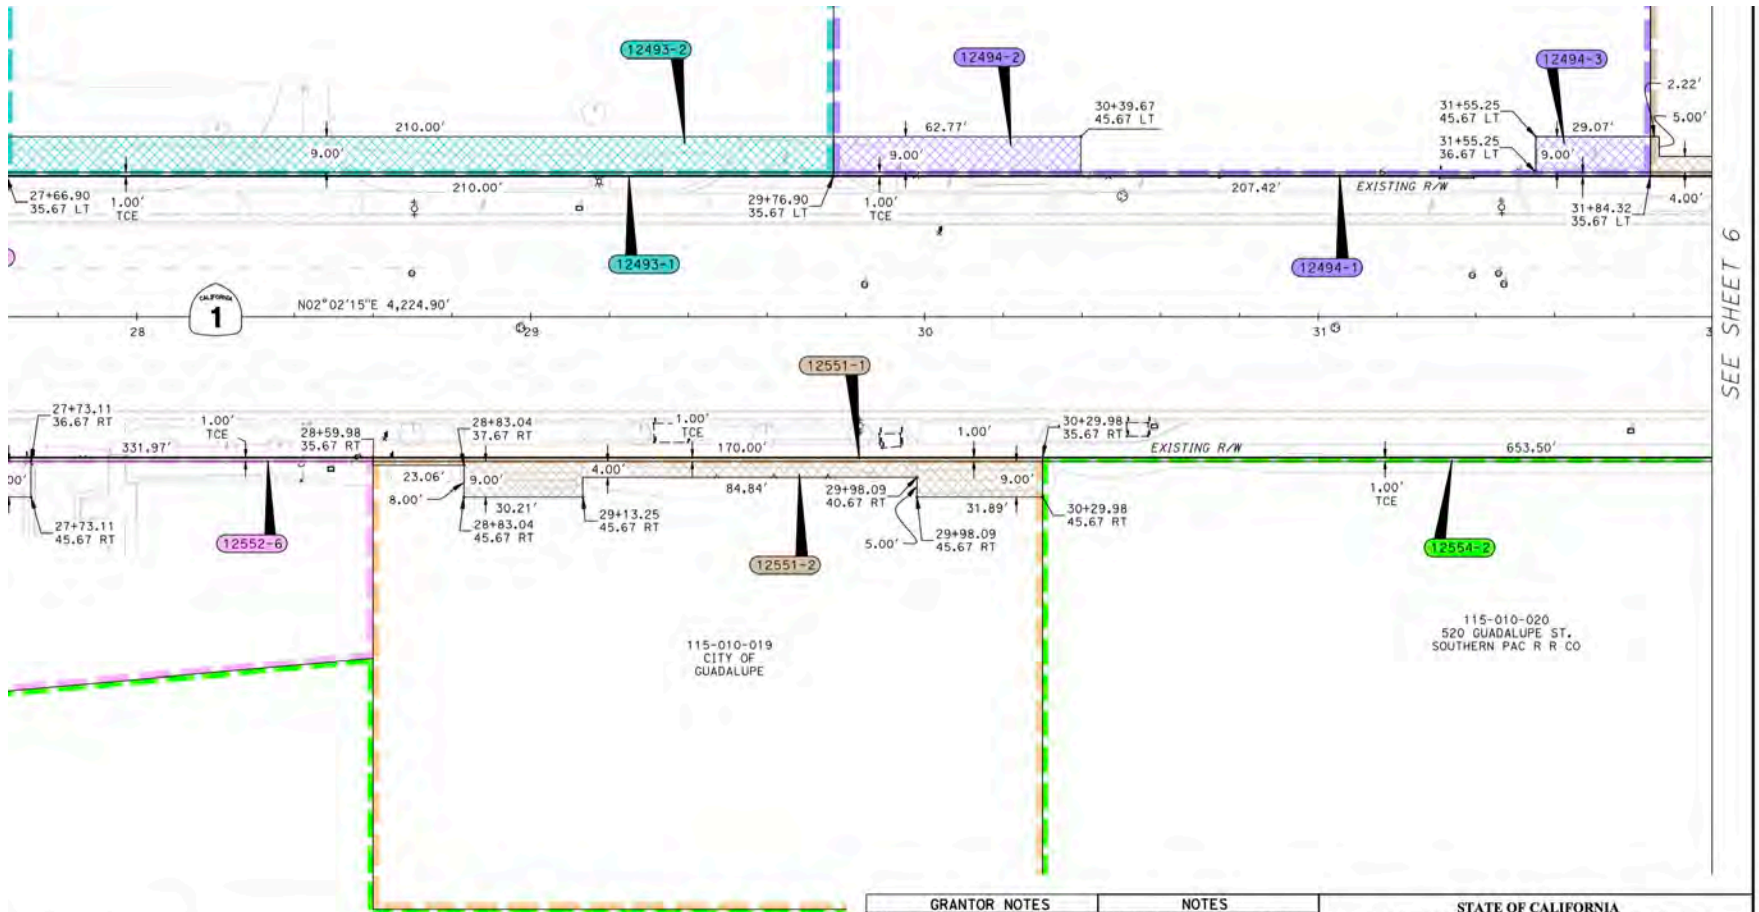 12493-2
12494-2
12494-3
2.22'
5.00'
30+39.67
45.67 LT
31+55.25
45.67 LT
210.00'
62.77'
29.07'
9.00'
9.00'
31+55.25
36.67 LT
9.00'
210.00'
207.42'
EXISTING R/W
27+66.90
35.67 LT
1.00'
TCE
29+76.90
35.67 LT
1.00'
TCE
31+84.32
35.67 LT
4.00'
12493-1
12494-1
SEE SHEET 6
CALIFORNIA
1
N02°02'15"E 4,224.90'
28
29
30
31
3
12551-1
27+73.11
36.67 RT
1.00'
TCE
28+59.98
35.67 RT
28+83.04
37.67 RT
1.00'
TCE
1.00'
30+29.98
35.67 RT
331.97'
170.00'
EXISTING R/W
653.50'
00'
23.06'
9.00'
4.00'
8.00'
30.21'
84.84'
29+98.09
40.67 RT
9.00'
31.89'
1.00'
TCE
27+73.11
45.67 RT
28+83.04
45.67 RT
29+13.25
45.67 RT
5.00'
29+98.09
45.67 RT
30+29.98
45.67 RT
12552-6
12551-2
12554-2
115-010-019
CITY OF
GUADALUPE
115-010-020
520 GUADALUPE ST.
SOUTHERN PAC R R CO
GRANTOR NOTES
NOTES
STATE OF CALIFORNIA